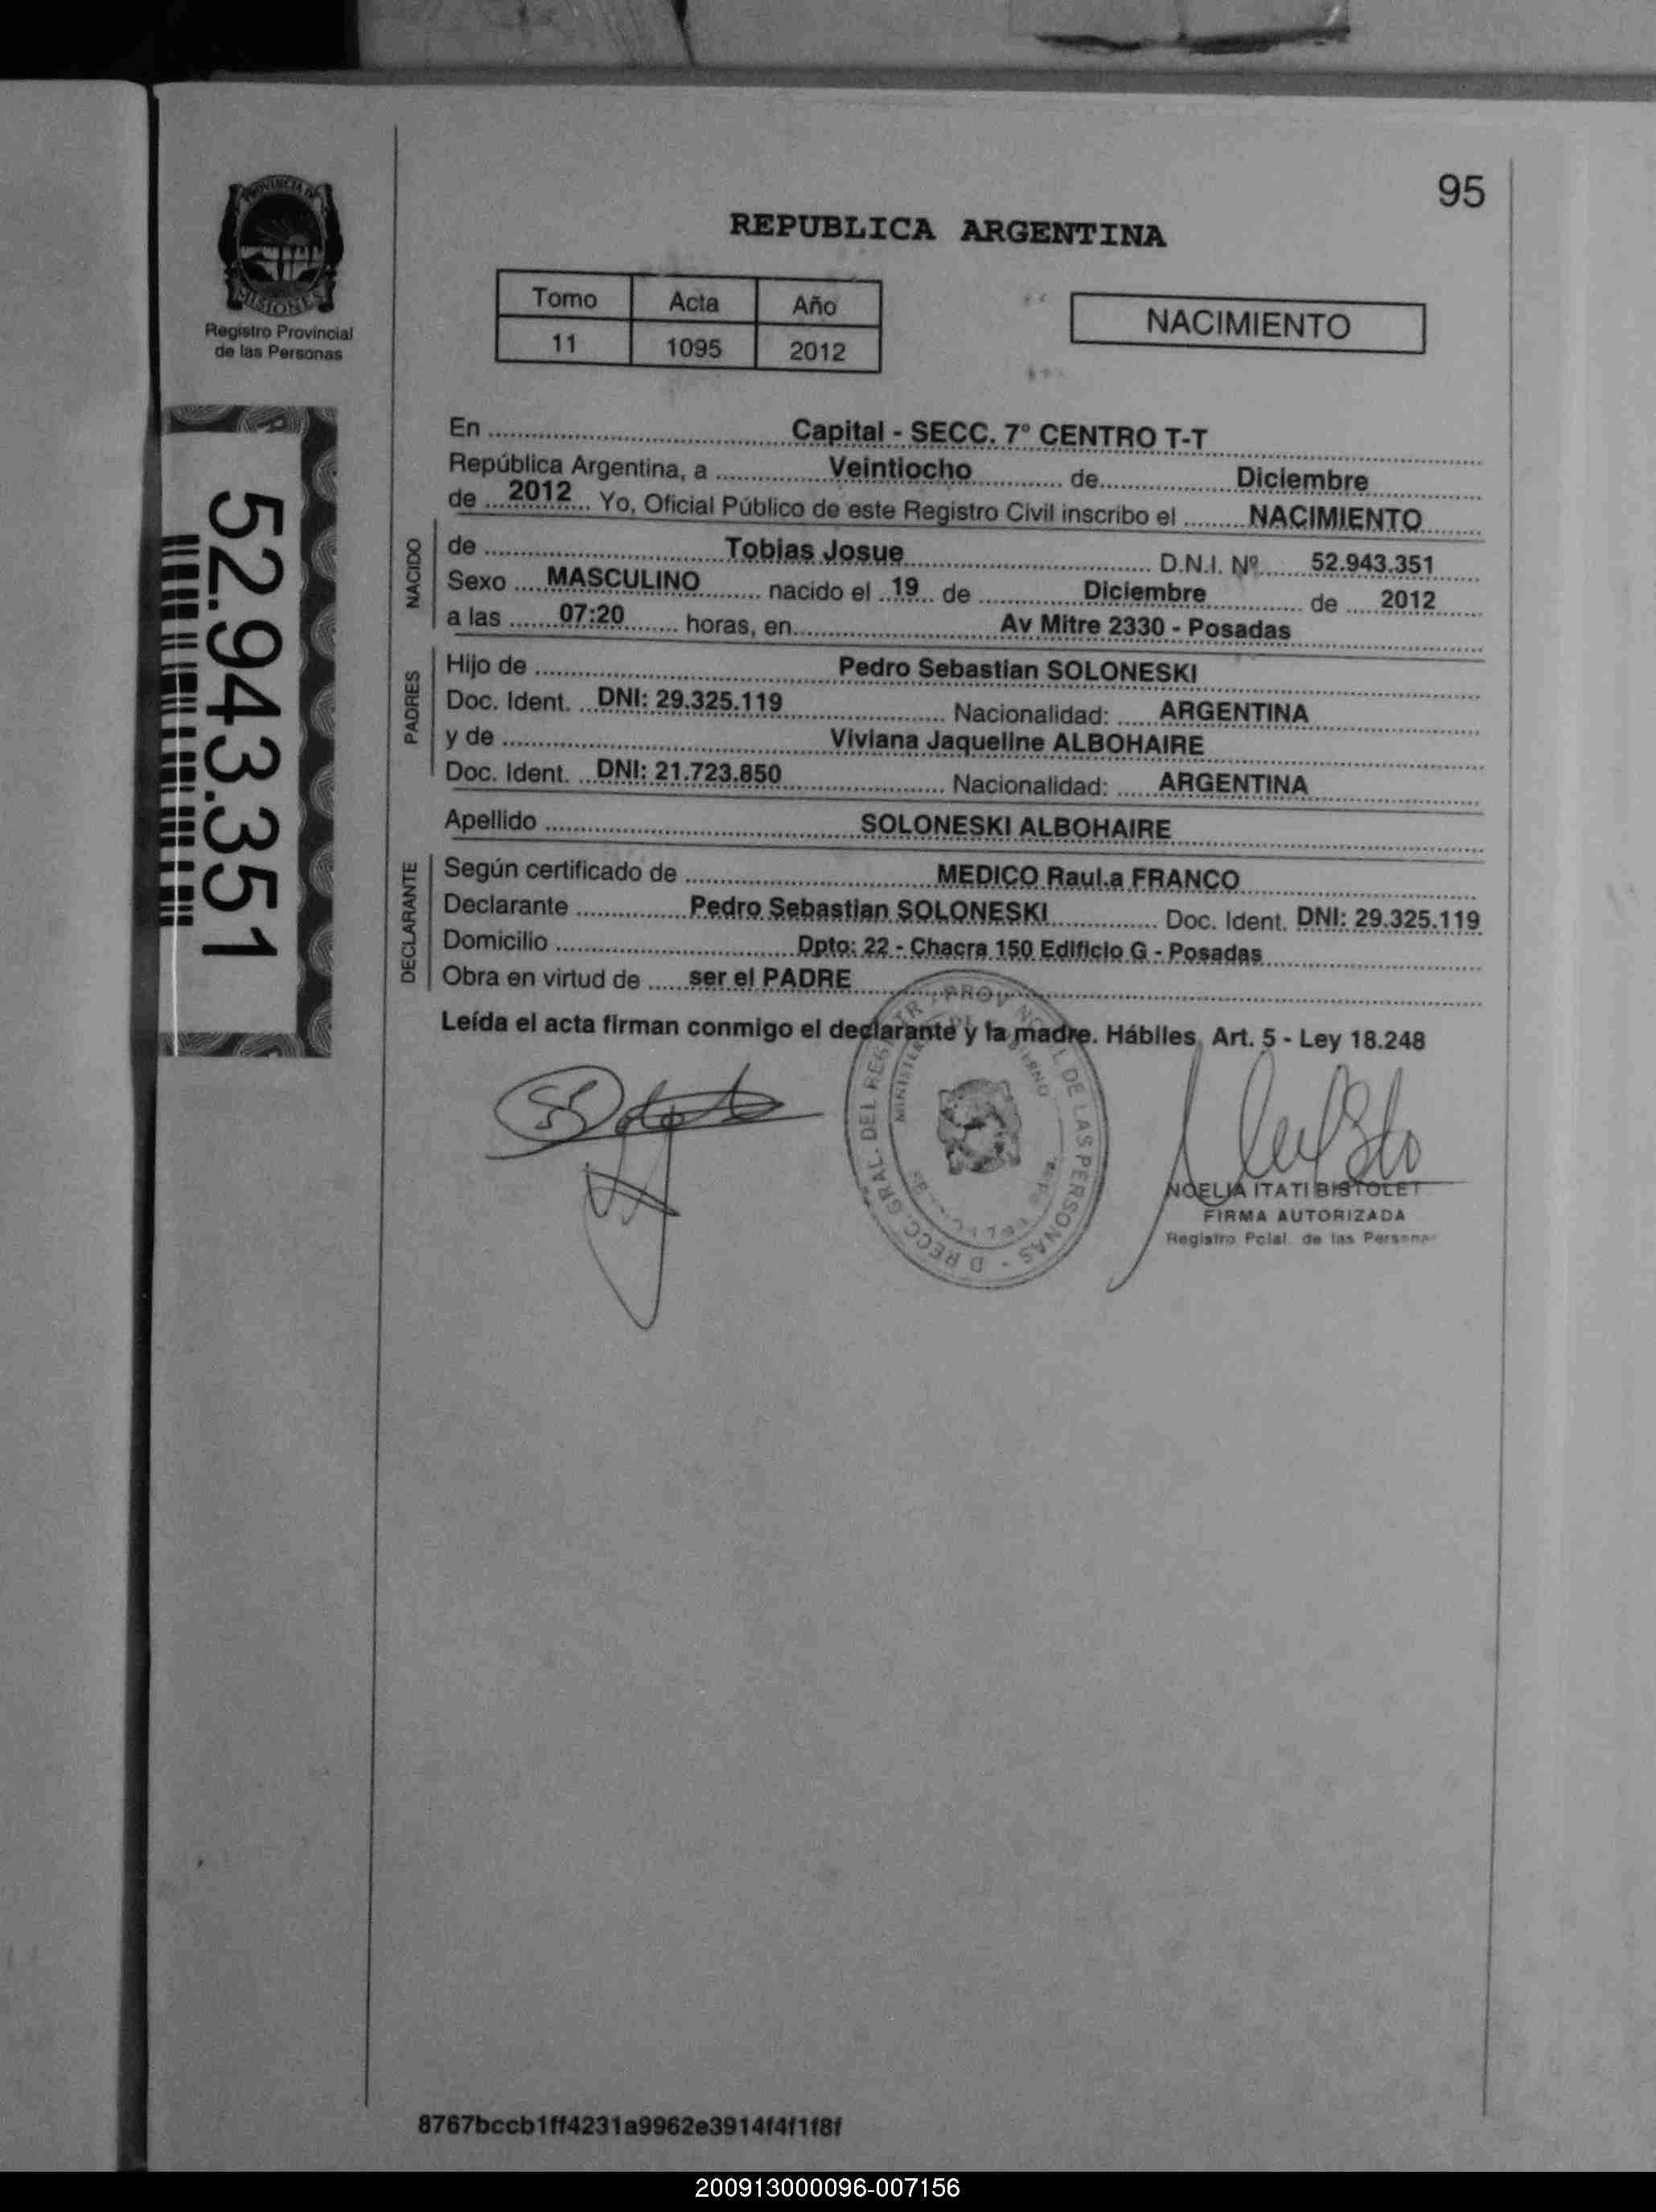 95
PROVINCIA DE
MISIONES
Registro Provincial
de las Personas
REPUBLICA ARGENTINA
Tomo Acta Año
11 1095 2012
NACIMIENTO
52.943.351
En Capital - SECC. 7° CENTRO T-T
República Argentina, a Veintiocho de Diciembre
de 2012 Yo, Oficial Público de este Registro Civil inscribo el NACIMIENTO
NACIDO
de Tobias Josue D.N.I. Nº 52.943.351
Sexo MASCULINO nacido el 19 de Diciembre de 2012
a las 07:20 horas, en Av Mitre 2330 - Posadas
PADRES
Hijo de Pedro Sebastian SOLONESKI
Doc. Ident. DNI: 29.325.119 Nacionalidad: ARGENTINA
y de Viviana Jaqueline ALBOHAIRE
Doc. Ident. DNI: 21.723.850 Nacionalidad: ARGENTINA
Apellido SOLONESKI ALBOHAIRE
DECLARANTE
Según certificado de MEDICO Raul.a FRANCO
Declarante Pedro Sebastian SOLONESKI Doc. Ident. DNI: 29.325.119
Domicilio Dpto: 22 - Chacra 150 Edificio G - Posadas
Obra en virtud de ser el PADRE
Leída el acta firman conmigo el declarante y la madre. Hábiles, Art. 5 - Ley 18.248
DE LAS PERSONAS
NOELIA ITATI BISTOLET
FIRMA AUTORIZADA
Registro Pcial. de las Personas
8767bccb1ff4231a9962e3914f4f1f8f
200913000096-007156